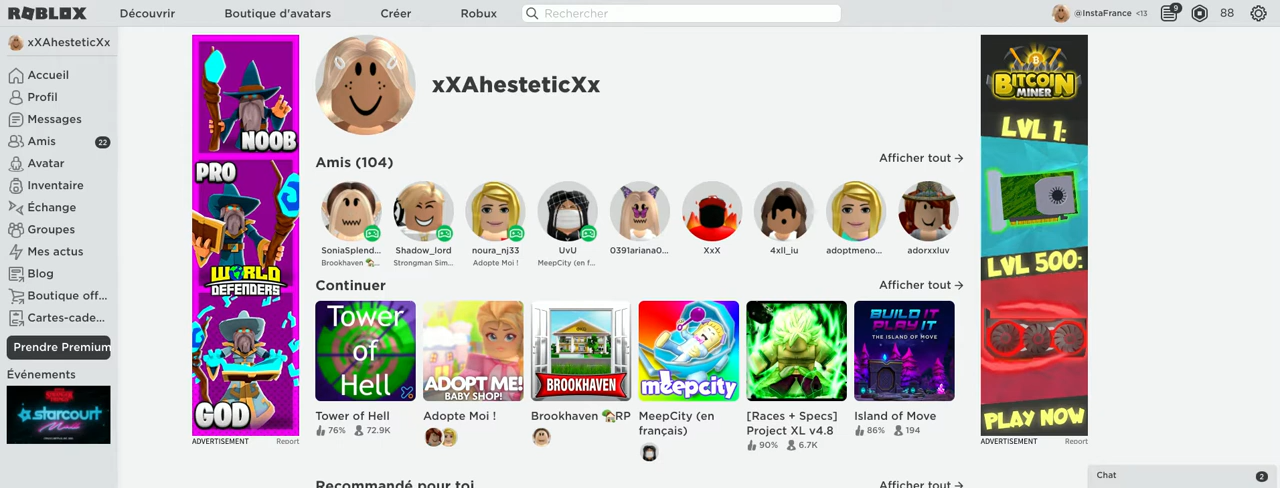 ROBLOX
Découvrir
Boutique d'avatars
Créer
Robux
Rechercher
@InstaFrance <13
9
88
xXAhesteticXx
Accueil
Profil
Messages
Amis
22
Avatar
Inventaire
Échange
Groupes
Mes actus
Blog
Boutique off...
Cartes-cade...
Prendre Premium
Événements
starcourt
NOOB
PRO
WORLD
DEFENDERS
GOD
ADVERTISEMENT
Report
xXAhesteticXx
Amis (104)
Afficher tout →
SoniaSplend...
Shadow_lord
noura_nj33
UvU
0391ariana0...
XxX
4xll_iu
adoptmeno...
adorxxluv
Brookhaven 🏡...
Strongman Sim...
Adopte Moi !
MeepCity (en f...
Continuer
Afficher tout →
Tower
of
Hell
ADOPT ME!
BABY SHOP!
BROOKHAVEN
meepcity
BUILD IT
PLAY IT
THE ISLAND OF MOVE
Tower of Hell
76% 72.9K
Adopte Moi !
Brookhaven 🏡RP
MeepCity (en
français)
[Races + Specs]
Project XL v4.8
90% 6.7K
Island of Move
86% 194
Recommandé pour toi
Afficher tout →
BITCOIN
MINER
LVL 1:
LVL 500:
PLAY NOW
ADVERTISEMENT
Report
Chat
2